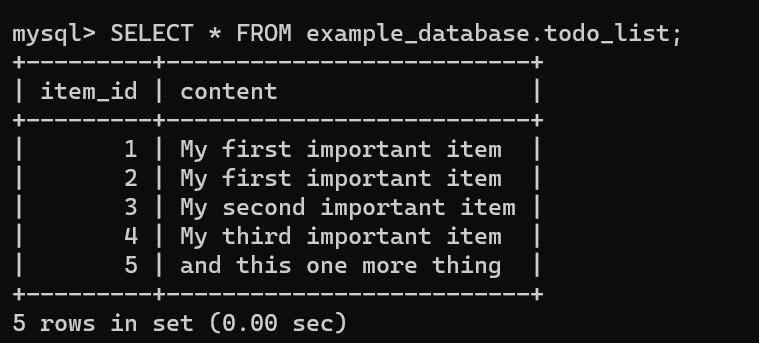 mysql> SELECT * FROM example_database.todo_list;
+---------+--------------------------+
| item_id | content                  |
+---------+--------------------------+
|       1 | My first important item  |
|       2 | My first important item  |
|       3 | My second important item |
|       4 | My third important item  |
|       5 | and this one more thing  |
+---------+--------------------------+
5 rows in set (0.00 sec)